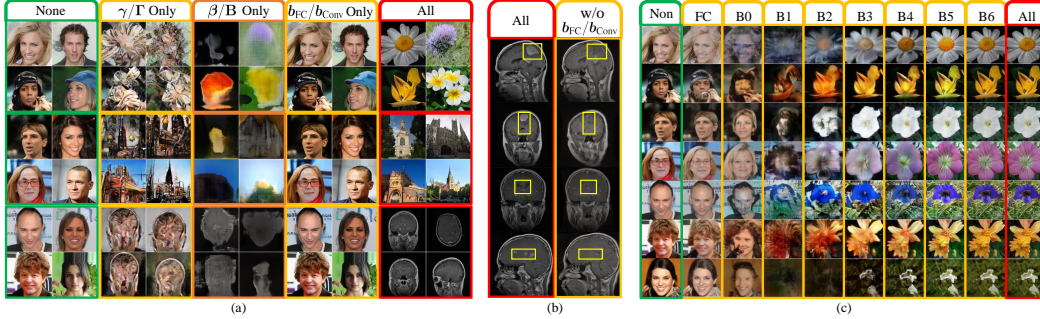 None γ/Γ Only β/B Only b_FC/b_Conv Only All
All w/o b_FC/b_Conv
Non FC B0 B1 B2 B3 B4 B5 B6 All
(a) (b) (c)